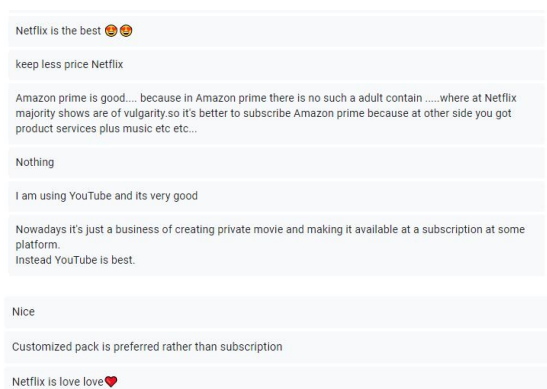 Netflix is the best 🤩🤩
keep less price Netflix
Amazon prime is good.... because in Amazon prime there is no such a adult contain .....where at Netflix
majority shows are of vulgarity.so it's better to subscribe Amazon prime because at other side you got
product services plus music etc etc...
Nothing
I am using YouTube and its very good
Nowadays it's just a business of creating private movie and making it available at a subscription at some
platform.
Instead YouTube is best.
Nice
Customized pack is preferred rather than subscription
Netflix is love love❤️